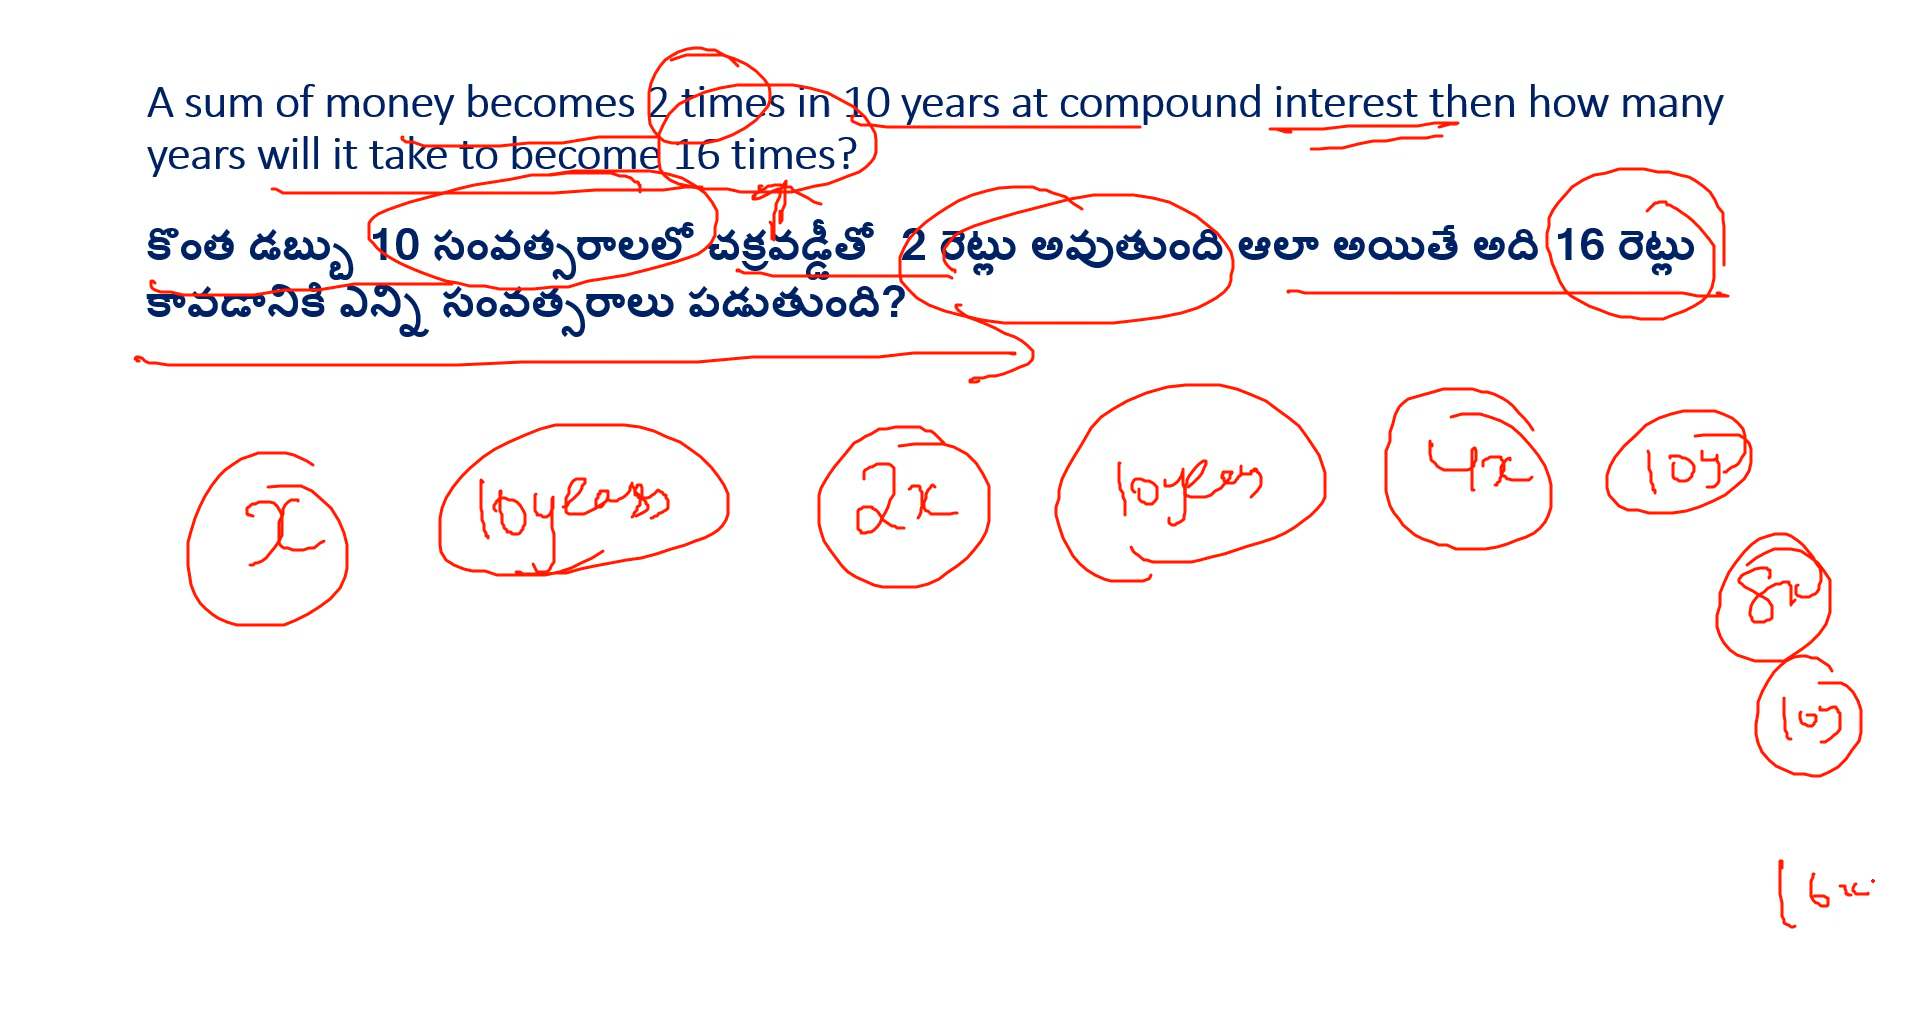 A sum of money becomes 2 times in 10 years at compound interest then how many
years will it take to become 16 times?
కొంత డబ్బు 10 సంవత్సరాలలో చక్రవడ్డీతో 2 రెట్లు అవుతుంది ఆలా అయితే అది 16 రెట్లు
కావడానికి ఎన్ని సంవత్సరాలు పడుతుంది?
x 10years 2x 10years 4x 10y
8x
10y
16x